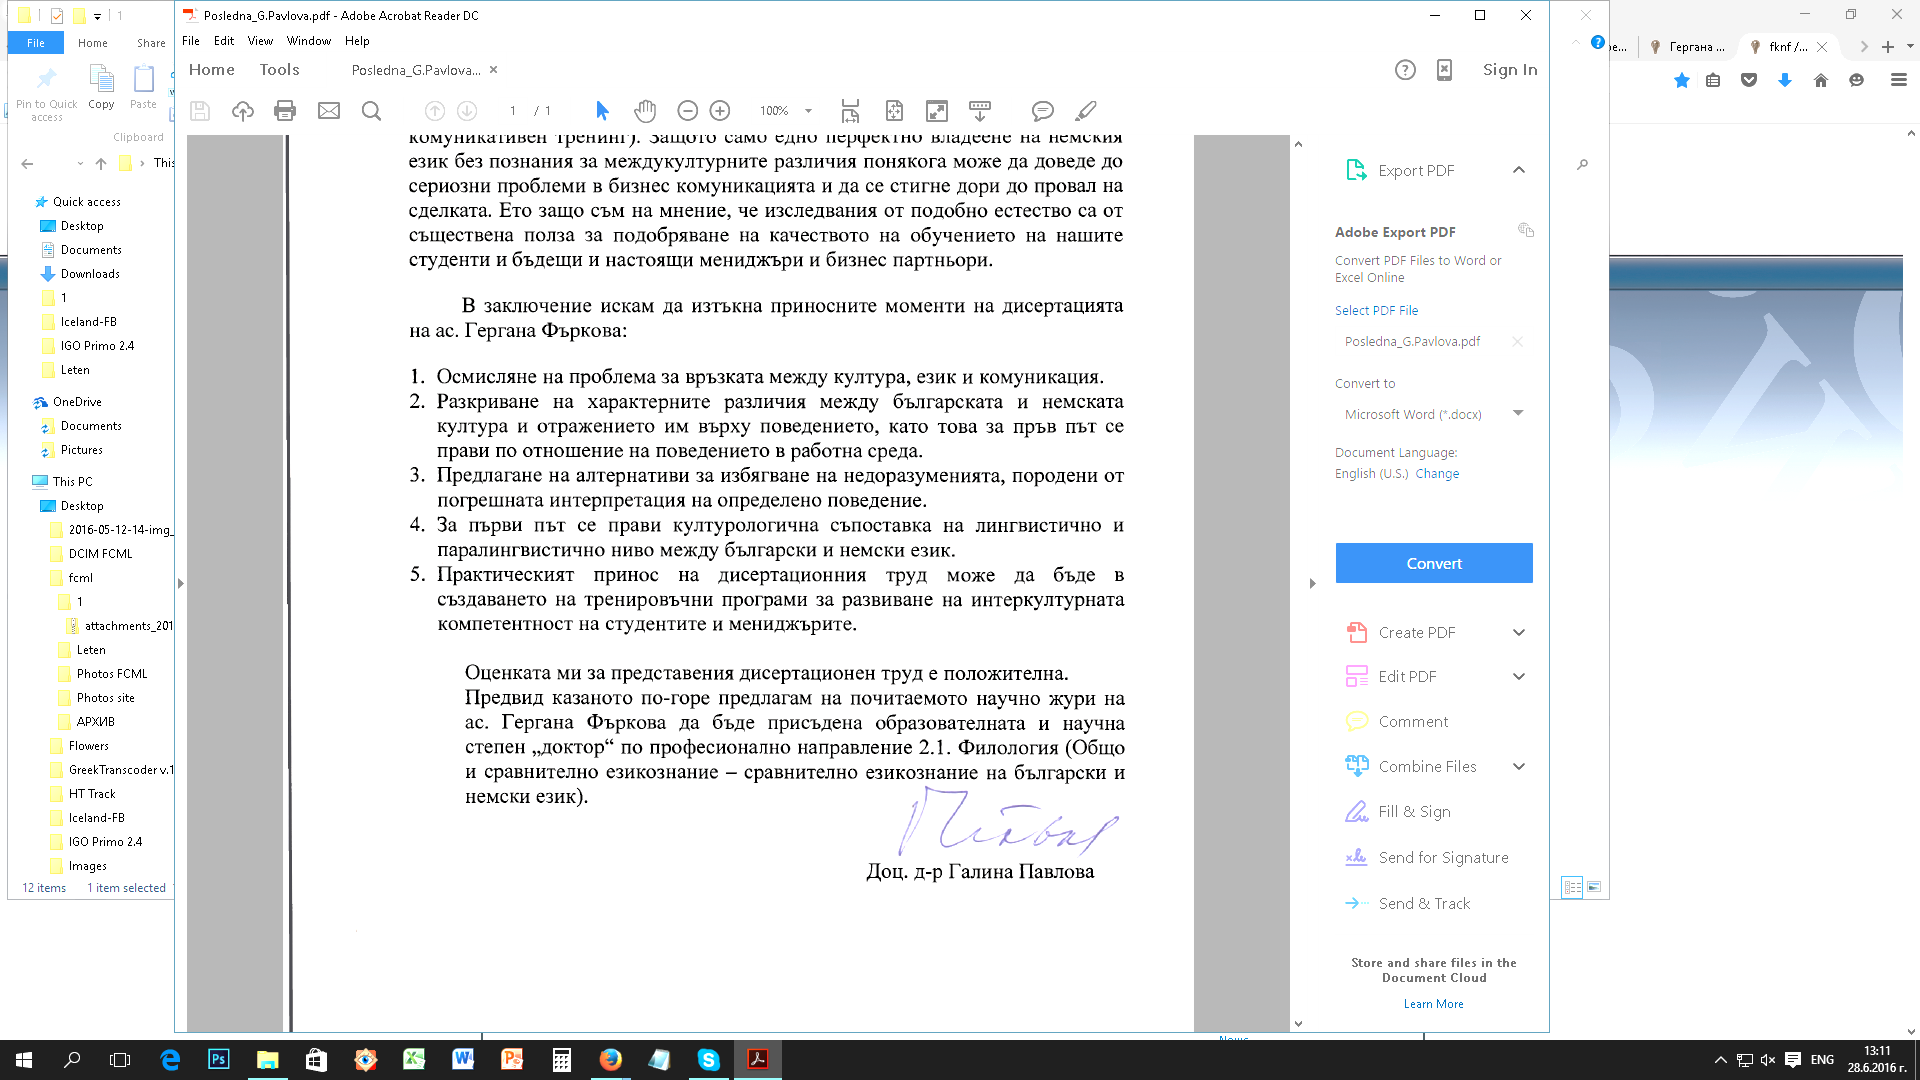 1
Posledna_G.Pavlova.pdf - Adobe Acrobat Reader DC
File Home Share
File Edit View Window Help
Гергана ...
fknf /...
Home Tools Posledna_G.Pavlova... Sign In
Pin to Quick access
Copy
Paste
Clipboard
1 / 1
100%
This
комуникативен тренинг). Защото само едно перфектно владеене на немския
език без познания за междукултурните различия понякога може да доведе до
сериозни проблеми в бизнес комуникацията и да се стигне дори до провал на
сделката. Ето защо съм на мнение, че изследвания от подобно естество са от
съществена полза за подобряване на качеството на обучението на нашите
студенти и бъдещи и настоящи мениджъри и бизнес партньори.
В заключение искам да изтъкна приносните моменти на дисертацията
на ас. Гергана Фъркова:
1. Осмисляне на проблема за връзката между култура, език и комуникация.
2. Разкриване на характерните различия между българската и немската
култура и отражението им върху поведението, като това за пръв път се
прави по отношение на поведението в работна среда.
3. Предлагане на алтернативи за избягване на недоразуменията, породени от
погрешната интерпретация на определено поведение.
4. За първи път се прави културологична съпоставка на лингвистично и
паралингвистично ниво между български и немски език.
5. Практическият принос на дисертационния труд може да бъде в
създаването на тренировъчни програми за развиване на интеркултурната
компетентност на студентите и мениджърите.
Оценката ми за представения дисертационен труд е положителна.
Предвид казаното по-горе предлагам на почитаемото научно жури на
ас. Гергана Фъркова да бъде присъдена образователната и научна
степен „доктор“ по професионално направление 2.1. Филология (Общо
и сравнително езикознание – сравнително езикознание на български и
немски език).
Доц. д-р Галина Павлова
Quick access
Desktop
Documents
Downloads
1
Iceland-FB
IGO Primo 2.4
Leten
OneDrive
Documents
Pictures
This PC
Desktop
2016-05-12-14-img_
DCIM FCML
fcml
1
attachments_201
Leten
Photos FCML
Photos site
АРХИВ
Flowers
GreekTranscoder v.1
HT Track
Iceland-FB
IGO Primo 2.4
Images
12 items 1 item selected
Export PDF
Adobe Export PDF
Convert PDF Files to Word or
Excel Online
Select PDF File
Posledna_G.Pavlova.pdf
Convert to
Microsoft Word (*.docx)
Document Language:
English (U.S.) Change
Convert
Create PDF
Edit PDF
Comment
Combine Files
Fill & Sign
Send for Signature
Send & Track
Store and share files in the
Document Cloud
Learn More
ENG
13:11
28.6.2016 г.